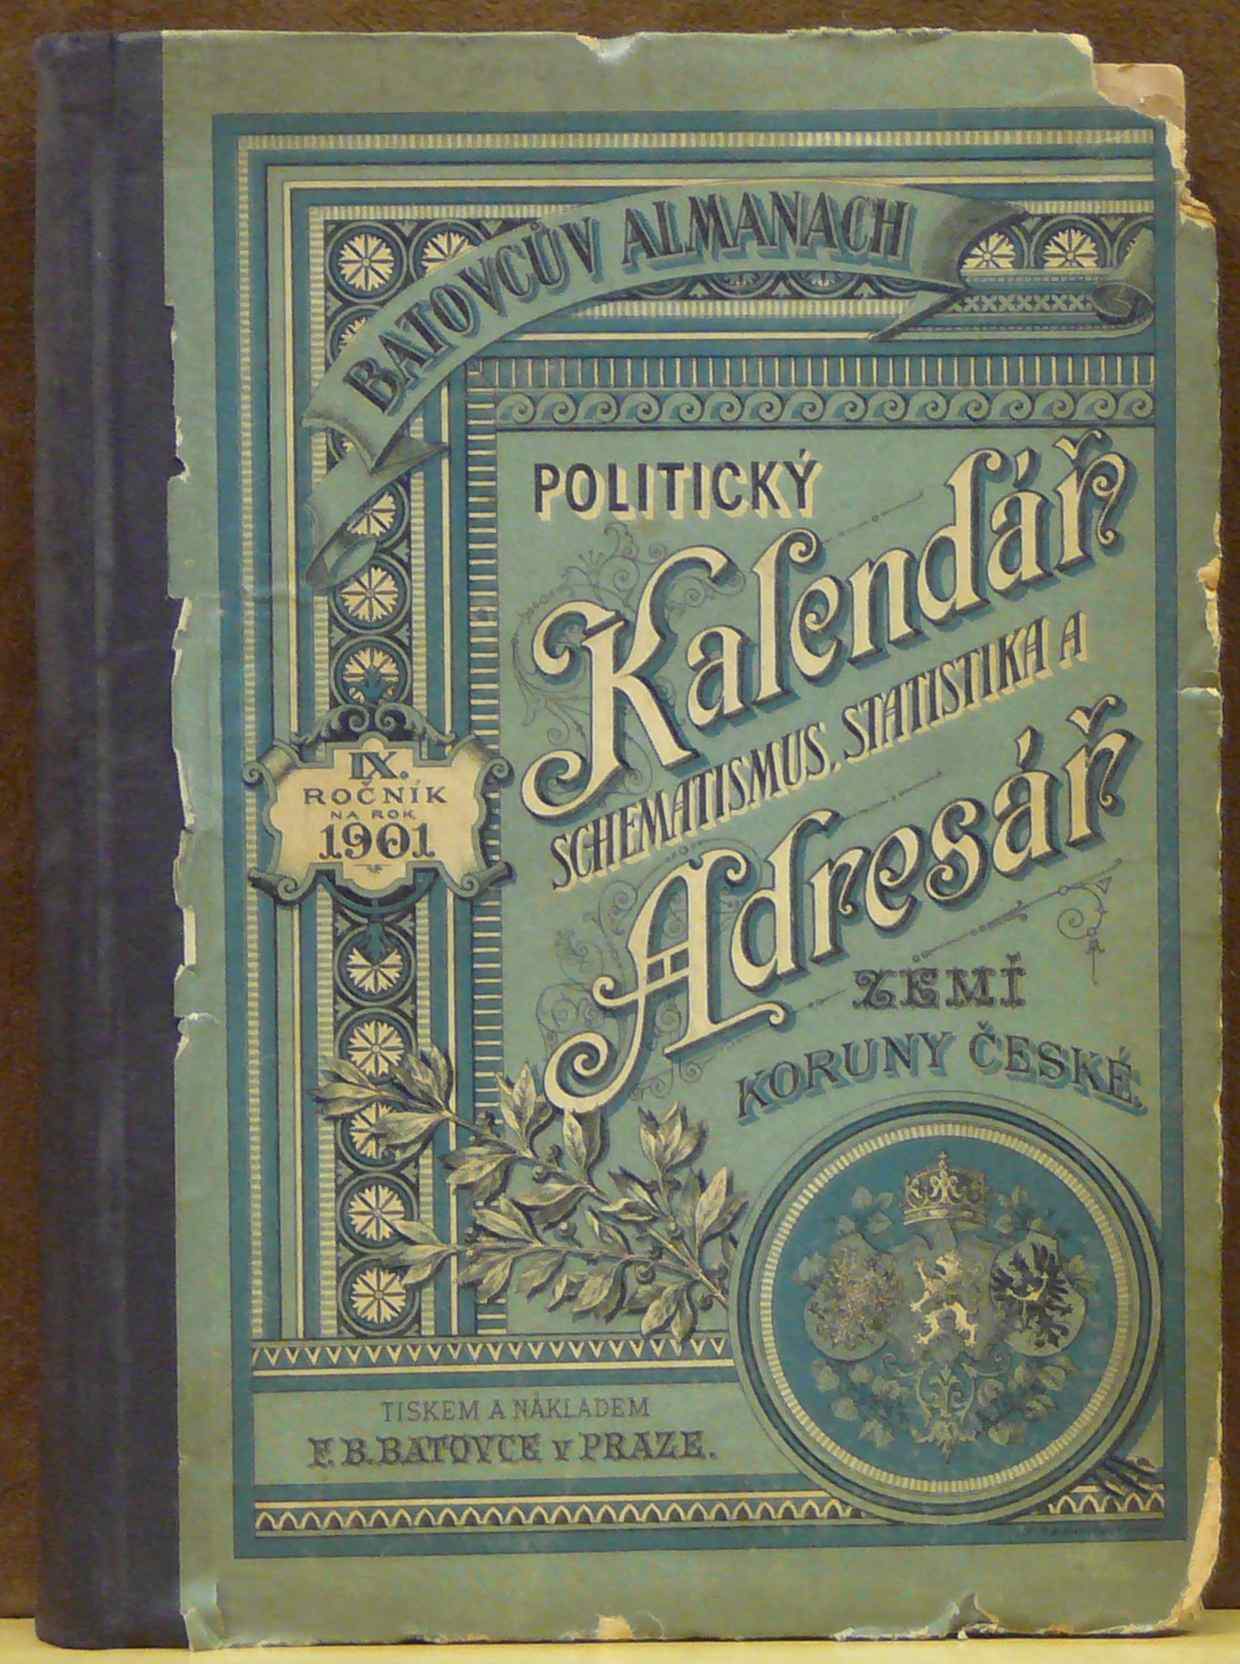 BATOVCŮV ALMANACH
POLITICKÝ
Kalendář
SCHEMATISMUS, STATISTIKA A
Adresář
ZEMÍ
KORUNY ČESKÉ.
IX.
ROČNÍK
NA ROK
1901
TISKEM A NÁKLADEM
F. B. BATOVCE V PRAZE.